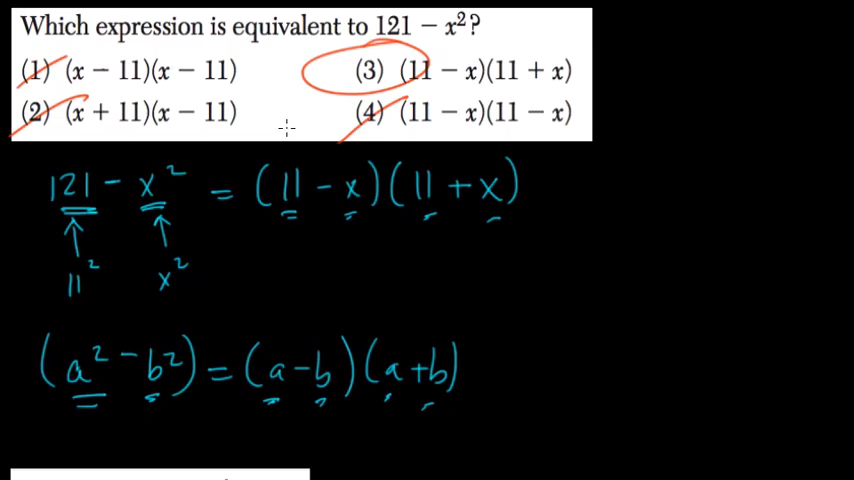 Which expression is equivalent to 121 − x²?
(1) (x − 11)(x − 11) (3) (11 − x)(11 + x)
(2) (x + 11)(x − 11) (4) (11 − x)(11 − x)
121 − x² = (11 − x)(11 + x)
11² x²
(a² − b²) = (a − b)(a + b)